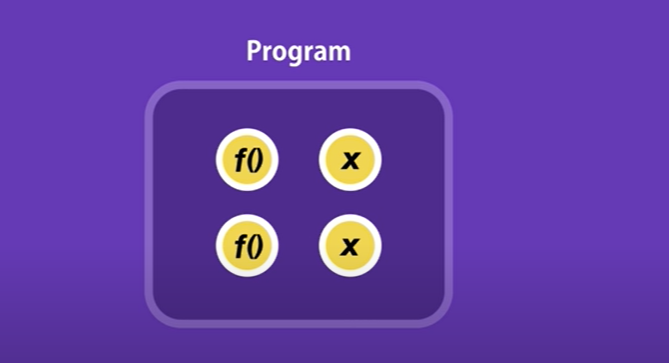 Program
f() x
f() x